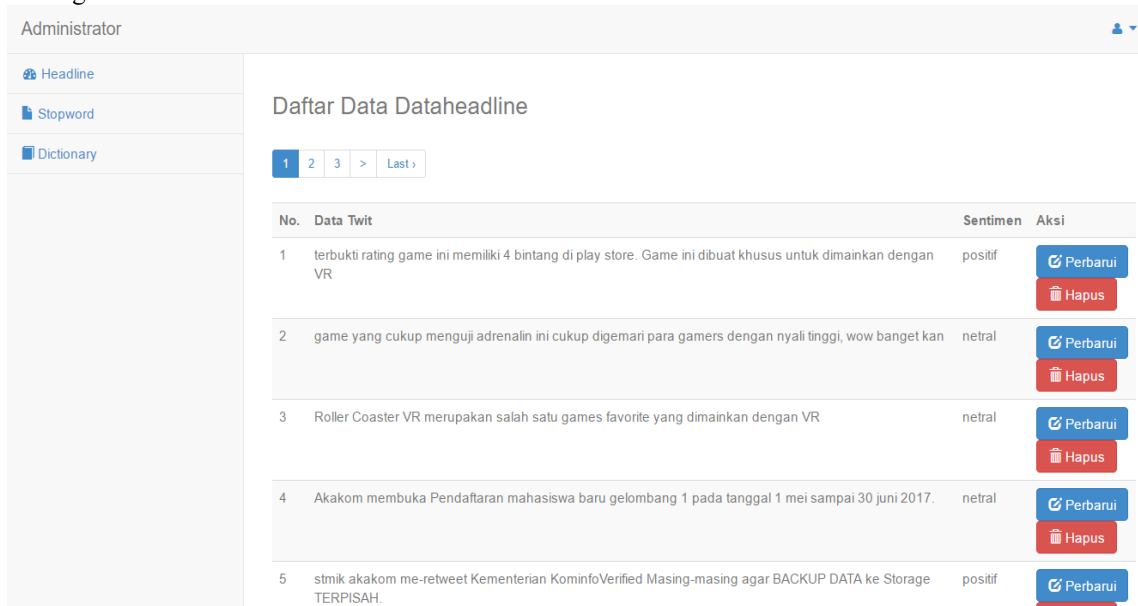 Administrator
Headline
Stopword
Dictionary
Daftar Data Dataheadline
1 2 3 > Last ›
No. Data Twit Sentimen Aksi
1 terbukti rating game ini memiliki 4 bintang di play store. Game ini dibuat khusus untuk dimainkan dengan VR positif Perbarui
Hapus
2 game yang cukup menguji adrenalin ini cukup digemari para gamers dengan nyali tinggi, wow banget kan netral Perbarui
Hapus
3 Roller Coaster VR merupakan salah satu games favorite yang dimainkan dengan VR netral Perbarui
Hapus
4 Akakom membuka Pendaftaran mahasiswa baru gelombang 1 pada tanggal 1 mei sampai 30 juni 2017. netral Perbarui
Hapus
5 stmik akakom me-retweet Kementerian KominfoVerified Masing-masing agar BACKUP DATA ke Storage TERPISAH. positif Perbarui